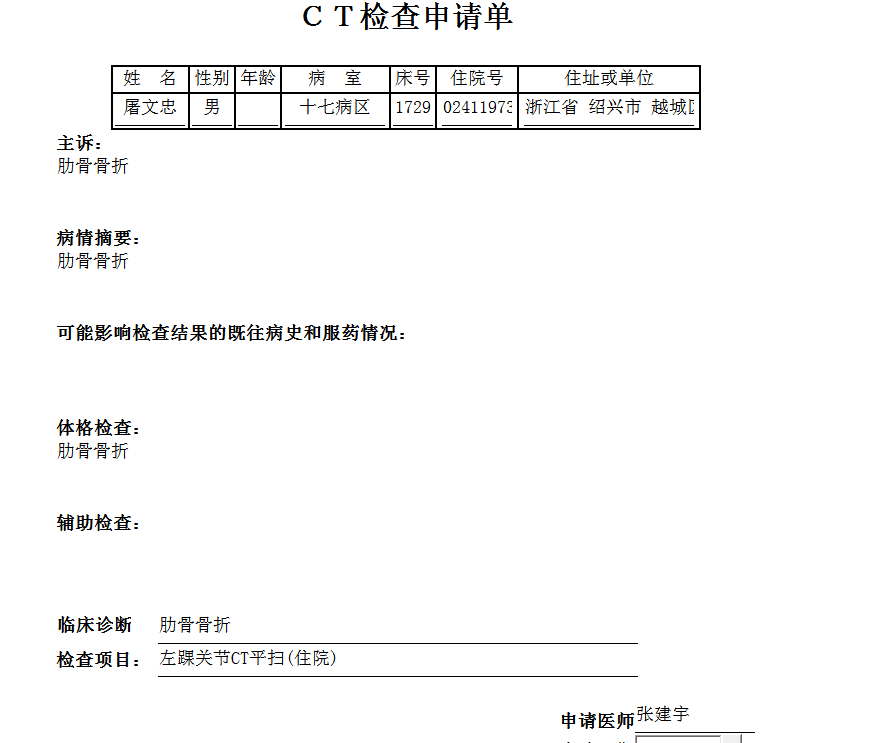 ＣＴ检查申请单
姓　名 性别 年龄 病　室 床号 住院号 住址或单位
屠文忠 男 十七病区 1729 02411973 浙江省 绍兴市 越城
主诉：
肋骨骨折
病情摘要：
肋骨骨折
可能影响检查结果的既往病史和服药情况：
体格检查：
肋骨骨折
辅助检查：
临床诊断 肋骨骨折
检查项目： 左踝关节CT平扫(住院)
申请医师 张建宇